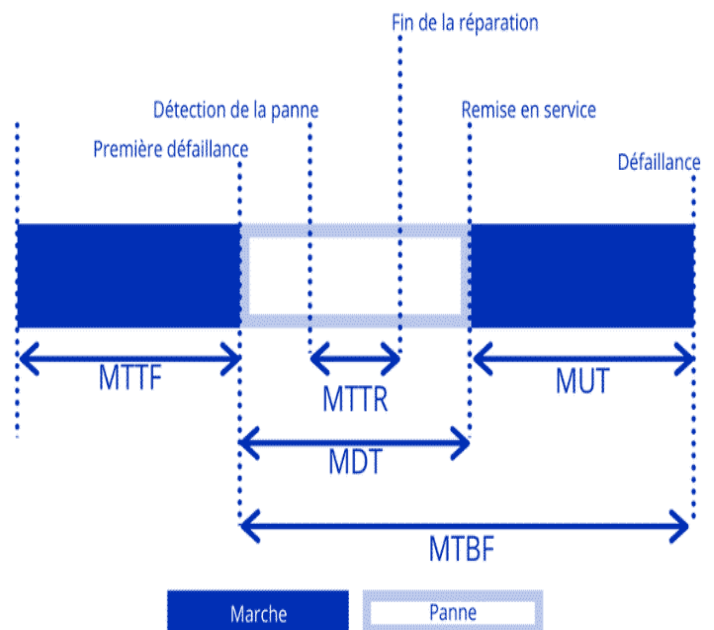 Fin de la réparation
Détection de la panne
Remise en service
Première défaillance
Défaillance
MTTF
MTTR
MUT
MDT
MTBF
Marche
Panne